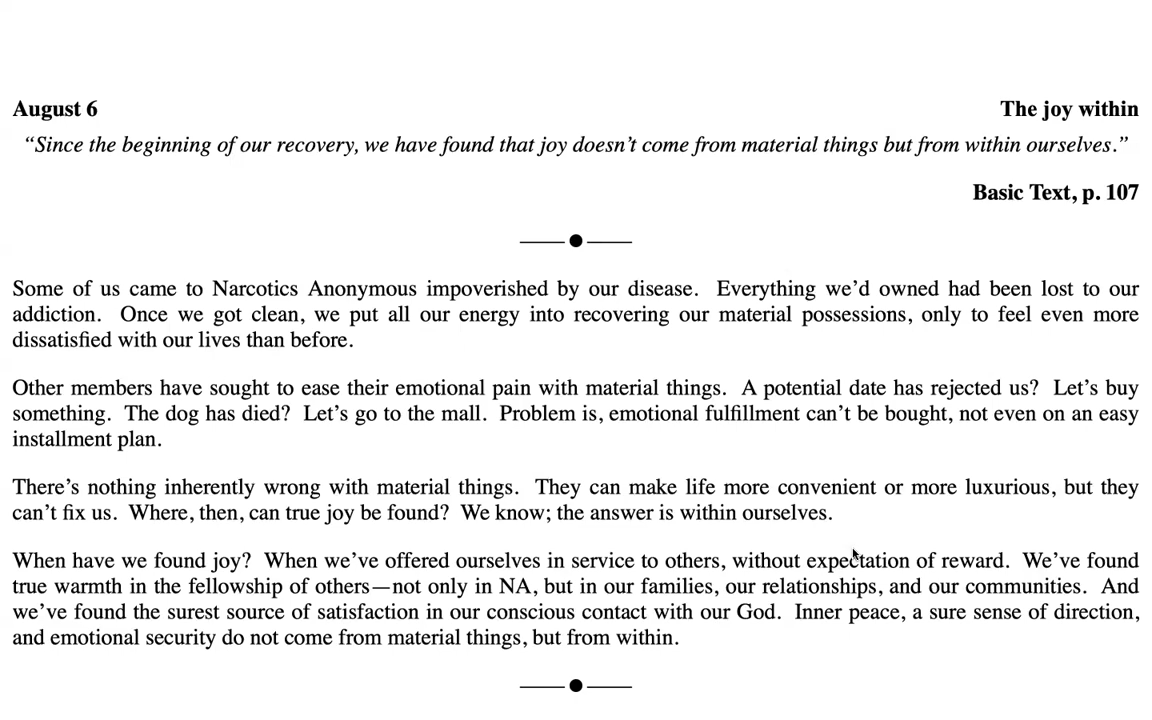 August 6
The joy within
“Since the beginning of our recovery, we have found that joy doesn’t come from material things but from within ourselves.”
Basic Text, p. 107
Some of us came to Narcotics Anonymous impoverished by our disease.  Everything we’d owned had been lost to our
addiction.  Once we got clean, we put all our energy into recovering our material possessions, only to feel even more
dissatisfied with our lives than before.
Other members have sought to ease their emotional pain with material things.  A potential date has rejected us?  Let’s buy
something.  The dog has died?  Let’s go to the mall.  Problem is, emotional fulfillment can’t be bought, not even on an easy
installment plan.
There’s nothing inherently wrong with material things.  They can make life more convenient or more luxurious, but they
can’t fix us.  Where, then, can true joy be found?  We know; the answer is within ourselves.
When have we found joy?  When we’ve offered ourselves in service to others, without expectation of reward.  We’ve found
true warmth in the fellowship of others—not only in NA, but in our families, our relationships, and our communities.  And
we’ve found the surest source of satisfaction in our conscious contact with our God.  Inner peace, a sure sense of direction,
and emotional security do not come from material things, but from within.